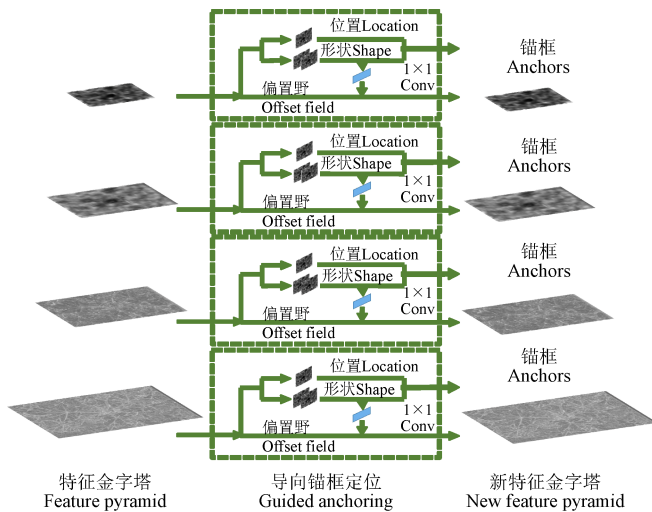 位置Location
形状Shape
1×1
Conv
偏置野
Offset field
锚框
Anchors
位置Location
形状Shape
1×1
Conv
偏置野
Offset field
锚框
Anchors
位置Location
形状Shape
1×1
Conv
偏置野
Offset field
锚框
Anchors
位置Location
形状Shape
1×1
Conv
偏置野
Offset field
锚框
Anchors
特征金字塔
Feature pyramid
导向锚框定位
Guided anchoring
新特征金字塔
New feature pyramid